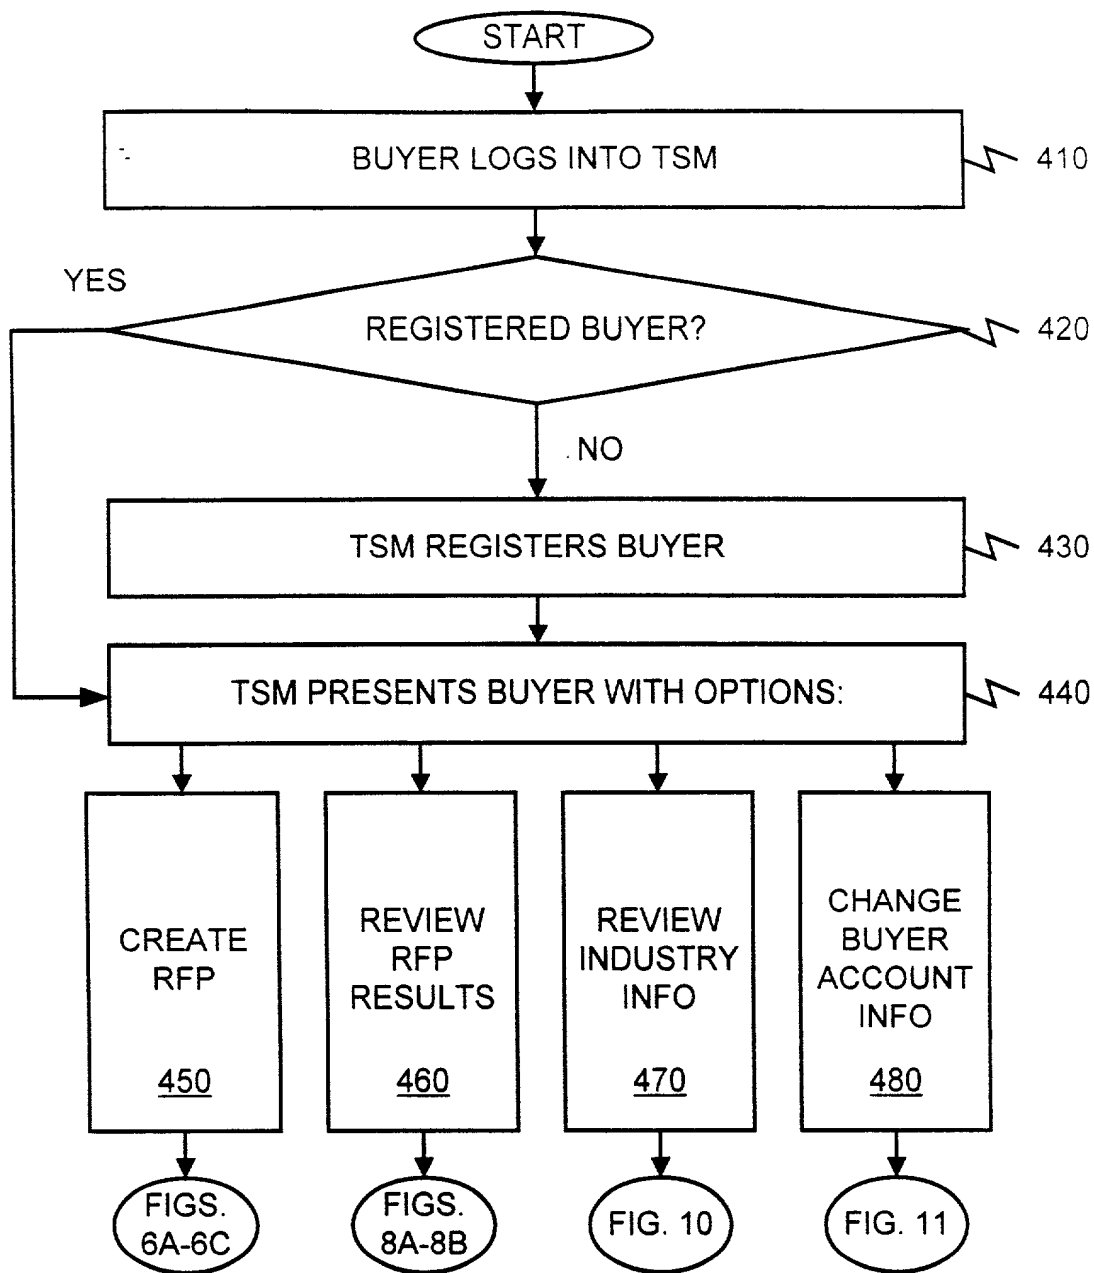 START
BUYER LOGS INTO TSM
410
YES
REGISTERED BUYER?
420
NO
TSM REGISTERS BUYER
430
TSM PRESENTS BUYER WITH OPTIONS:
440
CREATE
RFP
450
REVIEW
RFP
RESULTS
460
REVIEW
INDUSTRY
INFO
470
CHANGE
BUYER
ACCOUNT
INFO
480
FIGS.
6A-6C
FIGS.
8A-8B
FIG. 10
FIG. 11